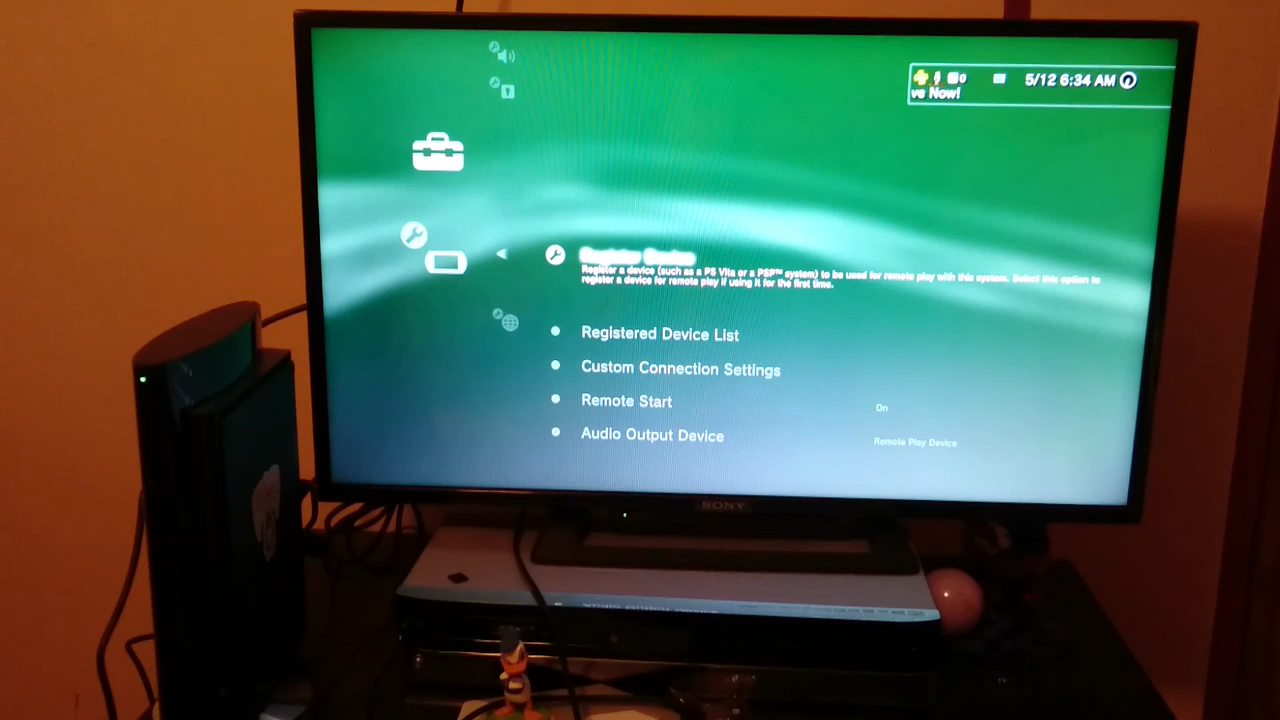 0
5/12 6:34 AM
ve Now!
Register Device
Register a device (such as a PS Vita or a PSP™ system) to be used for remote play with this system. Select this option to
register a device for remote play if using it for the first time.
Registered Device List
Custom Connection Settings
Remote Start
On
Audio Output Device
Remote Play Device
SONY